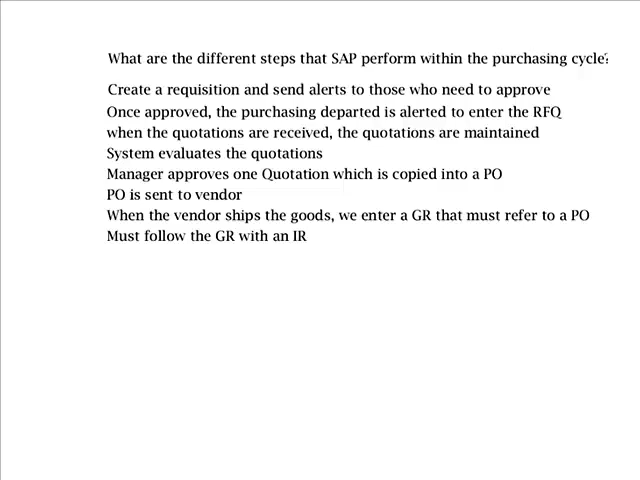 What are the different steps that SAP perform within the purchasing cycle?
Create a requisition and send alerts to those who need to approve
Once approved, the purchasing departed is alerted to enter the RFQ
when the quotations are received, the quotations are maintained
System evaluates the quotations
Manager approves one Quotation which is copied into a PO
PO is sent to vendor
When the vendor ships the goods, we enter a GR that must refer to a PO
Must follow the GR with an IR